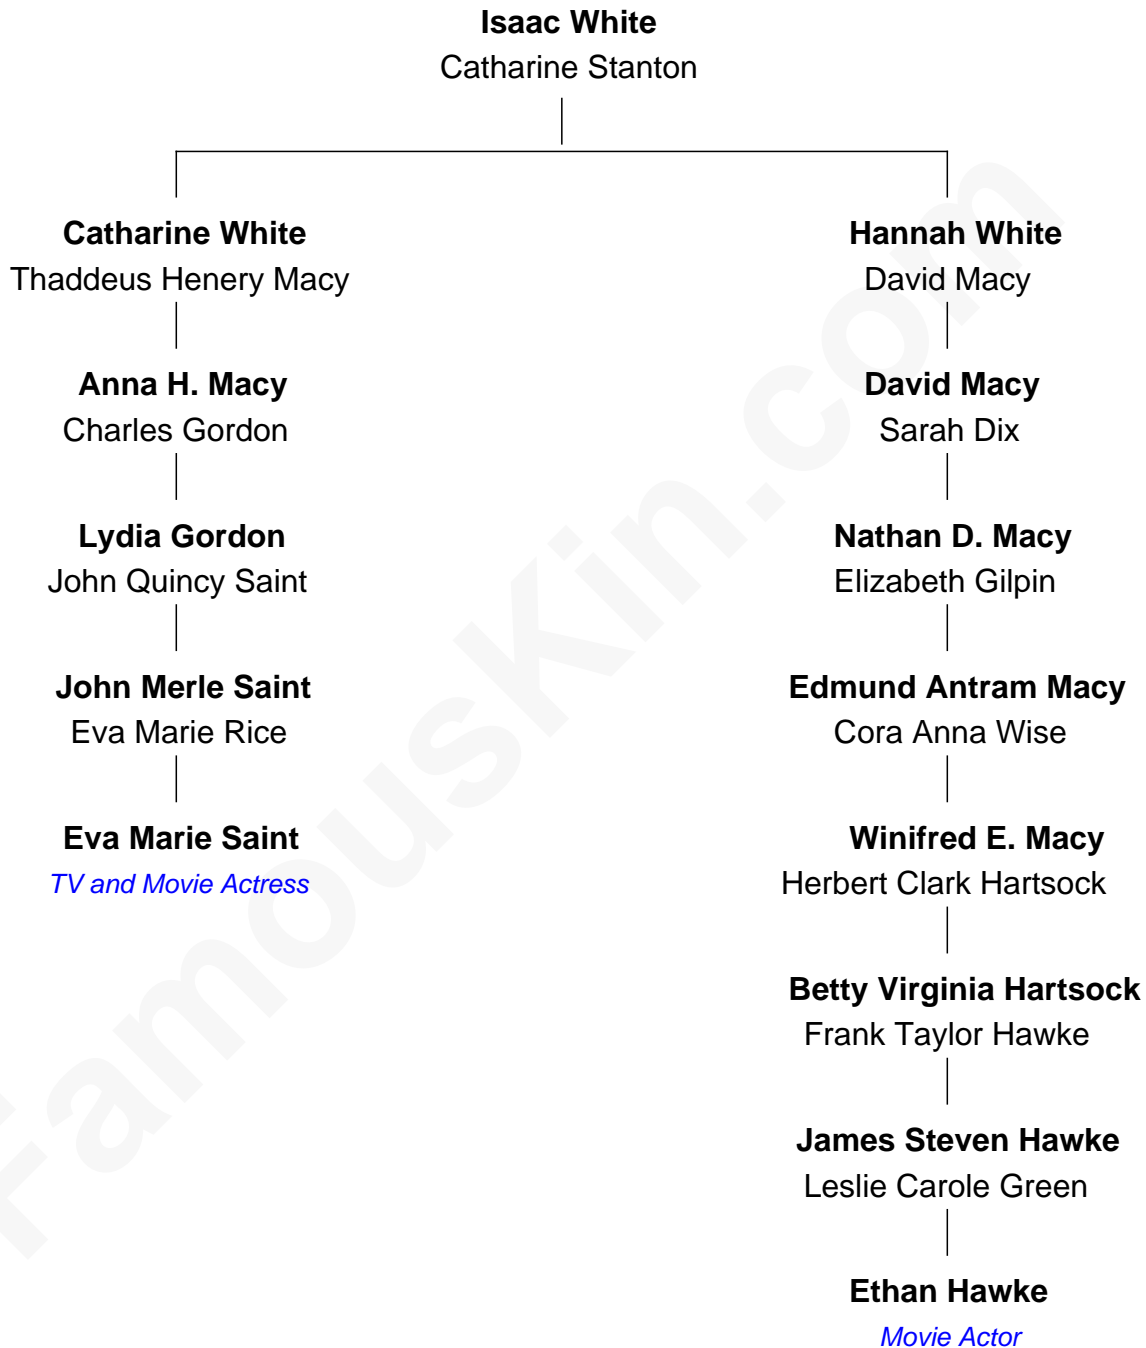 Isaac White
Catharine Stanton
Catharine White
Thaddeus Henery Macy
Hannah White
David Macy
Anna H. Macy
Charles Gordon
David Macy
Sarah Dix
Lydia Gordon
John Quincy Saint
Nathan D. Macy
Elizabeth Gilpin
John Merle Saint
Eva Marie Rice
Edmund Antram Macy
Cora Anna Wise
Eva Marie Saint
TV and Movie Actress
Winifred E. Macy
Herbert Clark Hartsock
Betty Virginia Hartsock
Frank Taylor Hawke
James Steven Hawke
Leslie Carole Green
Ethan Hawke
Movie Actor
FamousKin.com